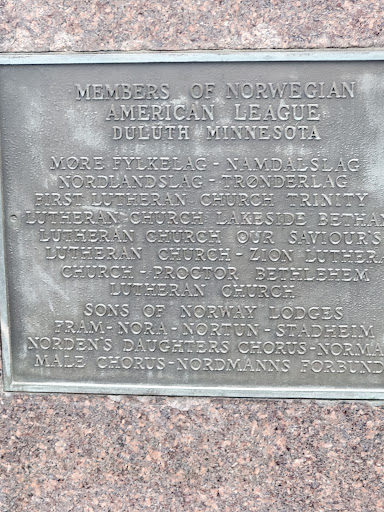 MEMBERS OF NORWEGIAN
AMERICAN LEAGUE
DULUTH MINNESOTA
MØRE FYLKELAG - NAMDALSLAG
NORDLANDSLAG - TRØNDERLAG
FIRST LUTHERAN CHURCH TRINITY
LUTHERAN CHURCH LAKESIDE BETHA
LUTHERAN CHURCH OUR SAVIOUR'S
LUTHERAN CHURCH - ZION LUTHERA
CHURCH - PROCTOR BETHLEHEM
LUTHERAN CHURCH
SONS OF NORWAY LODGES
FRAM - NORA - NORTUN - STADHEIM
NORDEN'S DAUGHTERS CHORUS - NORMA
MALE CHORUS - NORDMANNS FORBUND